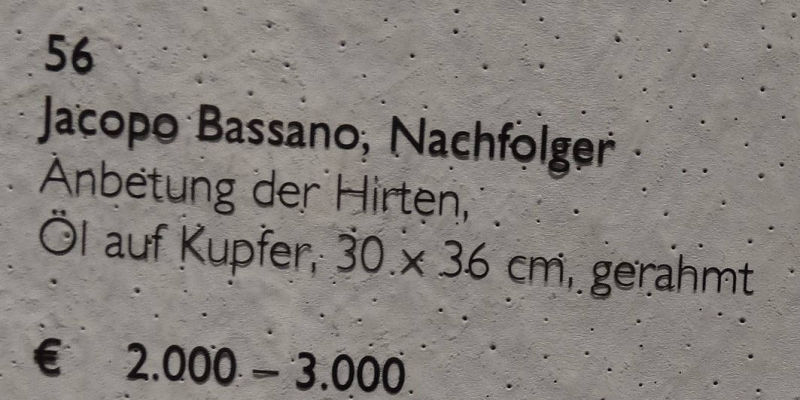 56
Jacopo Bassano, Nachfolger
Anbetung der Hirten,
Öl auf Kupfer, 30 x 36 cm, gerahmt
€ 2.000 – 3.000